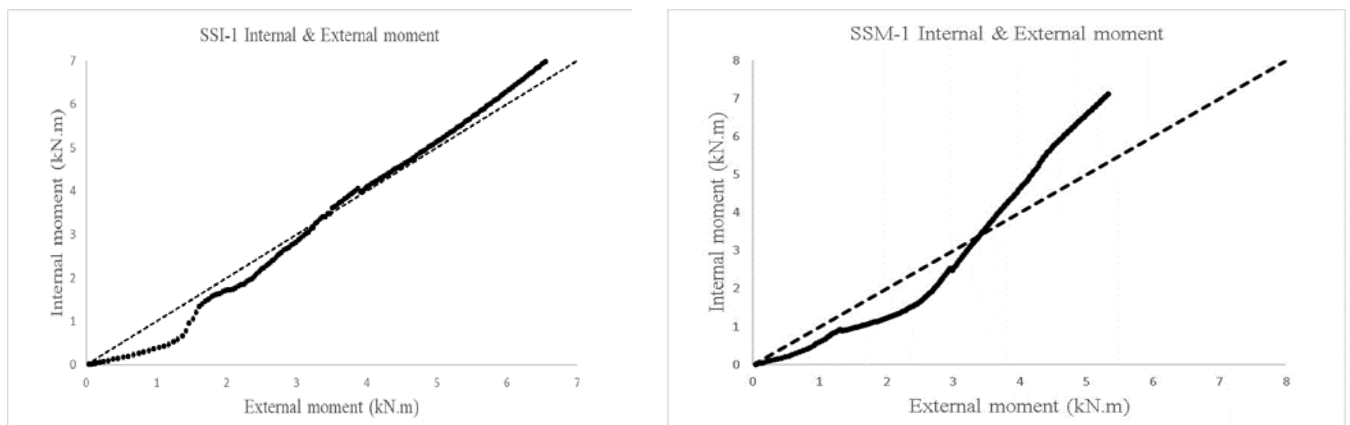 SSI-1 Internal & External moment
7
6
5
4
3
2
1
0
Internal moment (kN.m)
0 1 2 3 4 5 6 7
External moment (kN.m)
SSM-1 Internal & External moment
8
7
6
5
4
3
2
1
0
Internal moment (kN.m)
0 1 2 3 4 5 6 7 8
External moment (kN.m)